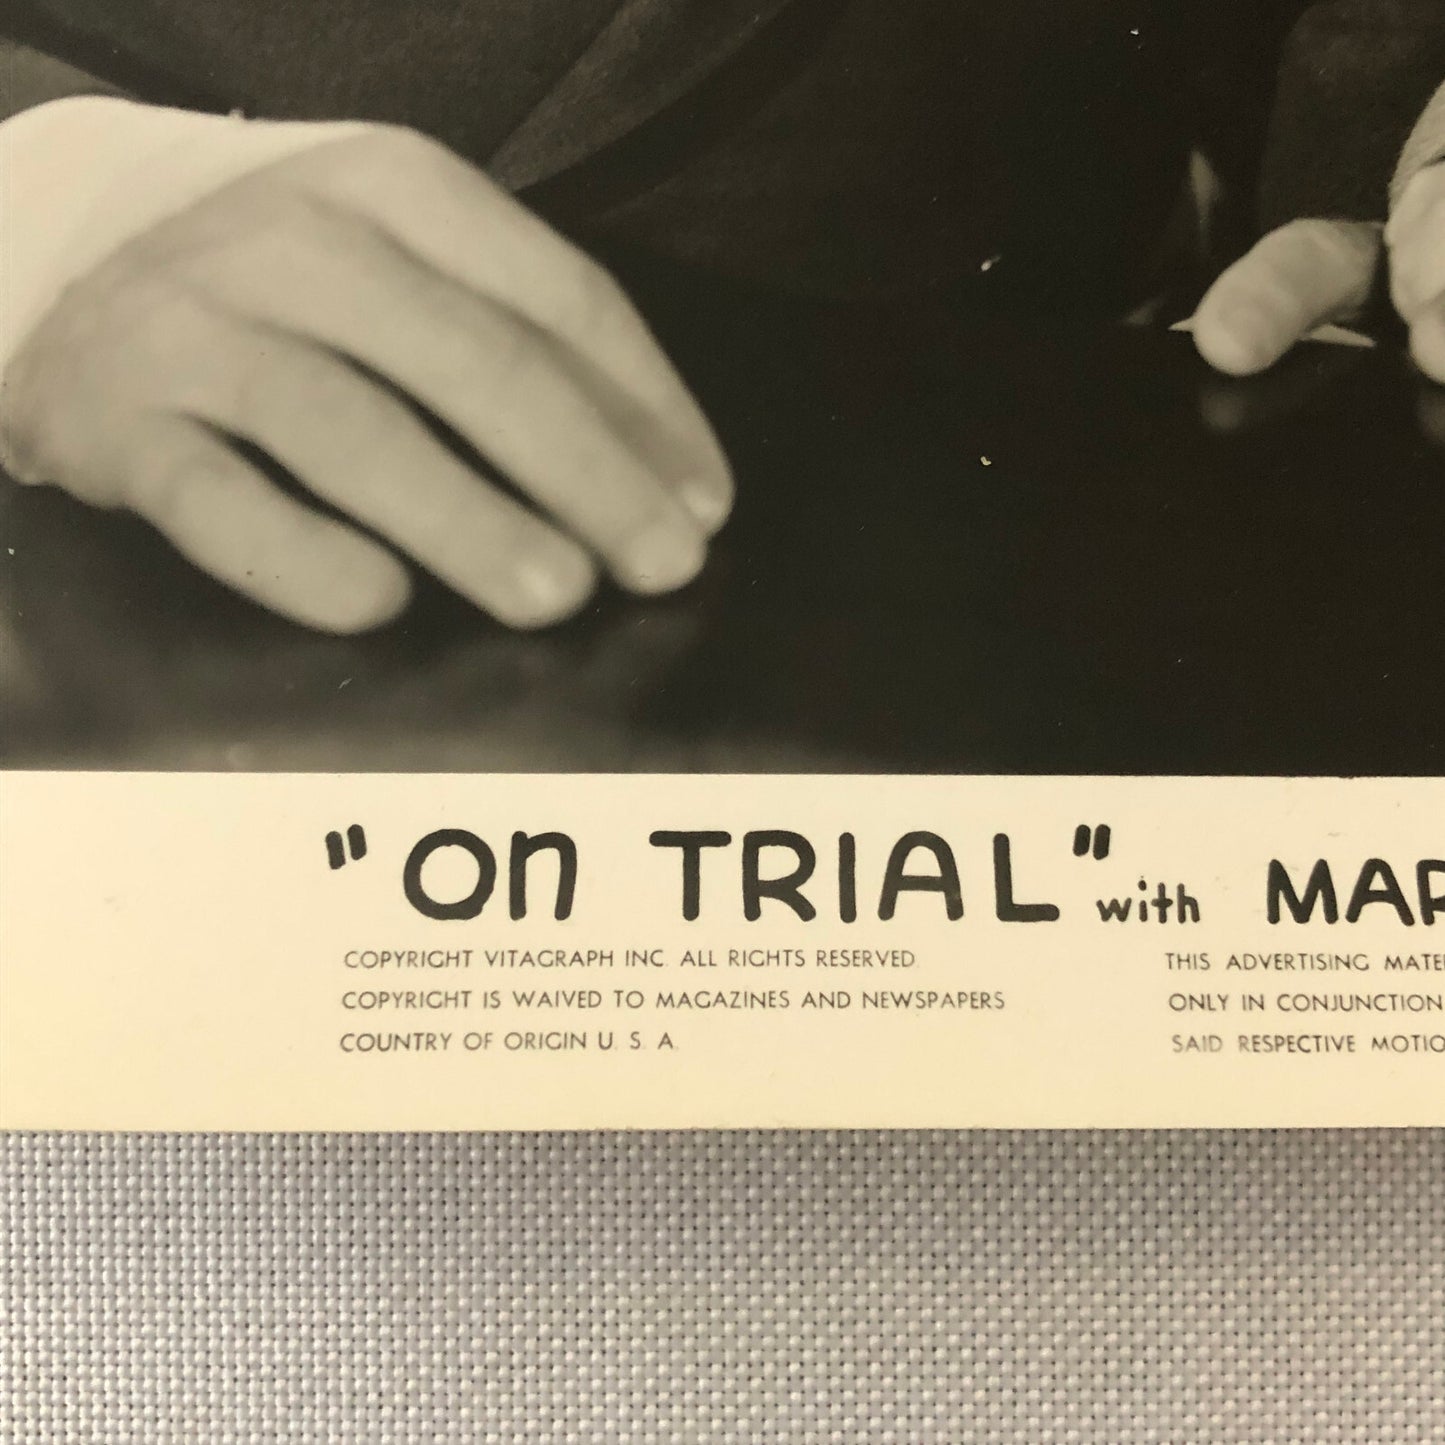 "On TRIAL" with
COPYRIGHT VITAGRAPH INC. ALL RIGHTS RESERVED.
COPYRIGHT IS WAIVED TO MAGAZINES AND NEWSPAPERS
COUNTRY OF ORIGIN U. S. A.
THIS ADVERTISING
ONLY IN CONJUNCTION
SAID RESPECTIVE